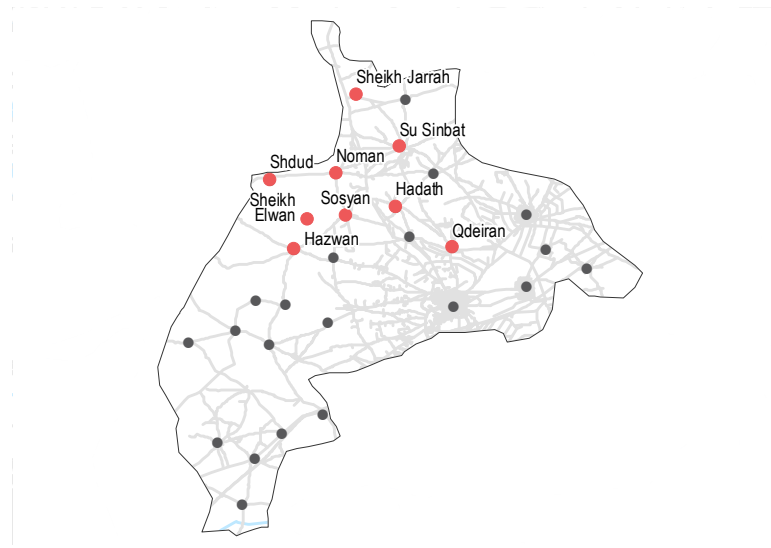 Sheikh Jarrah
Su Sinbat
Noman
Shdud
Hadath
Sheikh
Elwan
Sosyan
Hazwan
Qdeiran